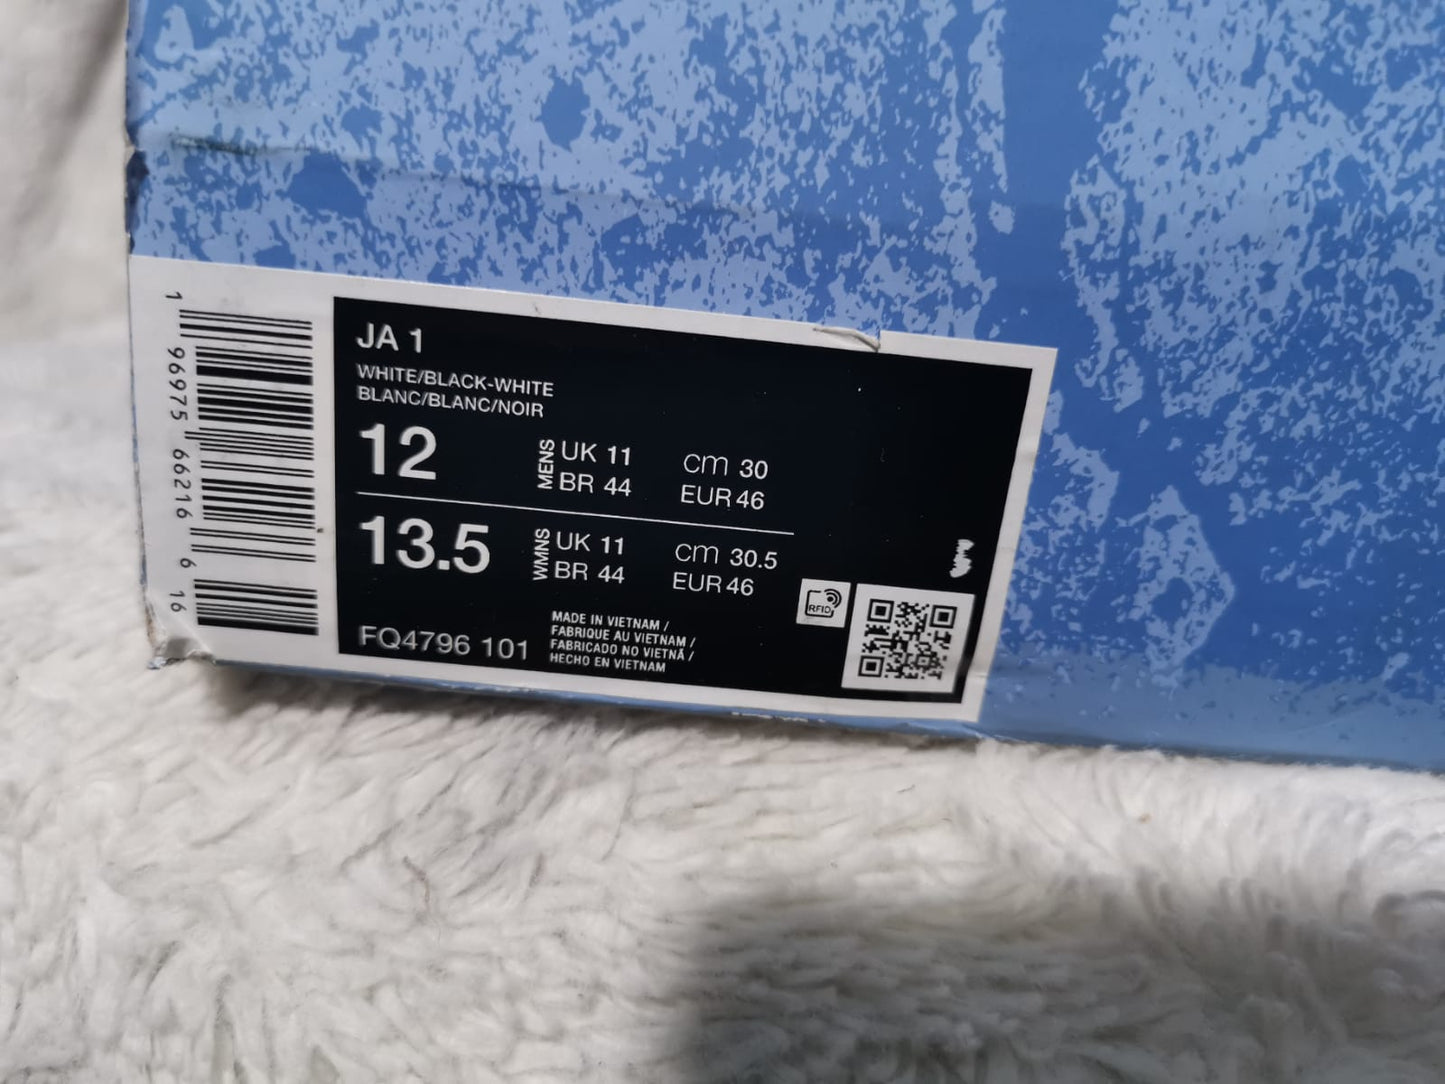 JA 1
WHITE/BLACK-WHITE
BLANC/BLANC/NOIR
12 MENS UK 11 cm 30
BR 44 EUR 46
13.5 WMNS UK 11 cm 30.5
BR 44 EUR 46
FQ4796 101
MADE IN VIETNAM /
FABRIQUE AU VIETNAM /
FABRICADO NO VIETNÃ /
HECHO EN VIETNAM
RFID
1 96975 66216 6 16